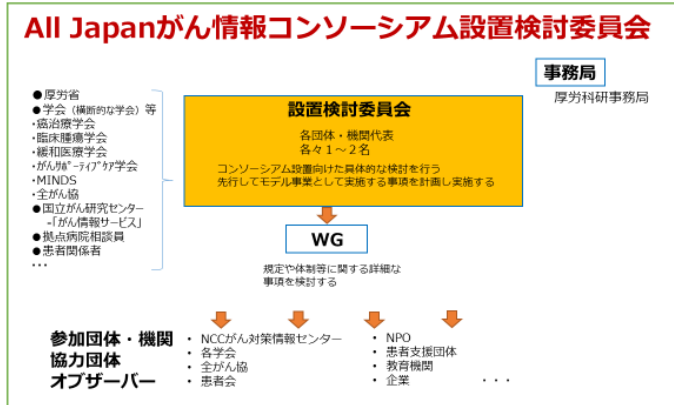 All Japanがん情報コンソーシアム設置検討委員会
事務局
厚労科研事務局
●厚労省
●学会（横断的な学会）等
・癌治療学会
・臨床腫瘍学会
・緩和医療学会
・がんｻﾎﾟｰﾃｨﾌﾞｹｱ学会
・MINDS
・全がん協
●国立がん研究センター
-「がん情報サービス」
●拠点病院相談員
●患者関係者
・・・
設置検討委員会
各団体・機関代表
各々１～２名
コンソーシアム設置向けた具体的な検討を行う
先行してモデル事業として実施する事項を計画し実施する
WG
規定や体制等に関する詳細な
事項を検討する
参加団体・機関
協力団体
オブザーバー
・ NCCがん対策情報センター
・ 各学会
・ 全がん協
・ 患者会
・ NPO
・ 患者支援団体
・ 教育機関
・ 企業 ・・・